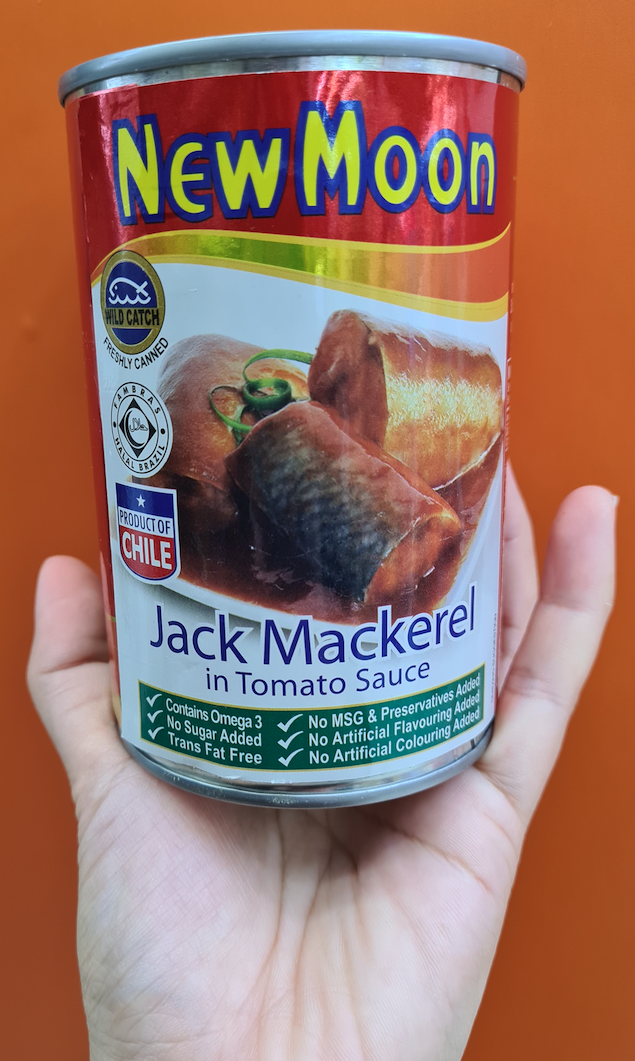 NewMoon
WILD CATCH
FRESHLY CANNED
FAMBRAS
حلال
HALAL BRAZIL
PRODUCT OF
CHILE
Jack Mackerel
in Tomato Sauce
Contains Omega 3
No Sugar Added
Trans Fat Free
No MSG & Preservatives Added
No Artificial Flavouring Added
No Artificial Colouring Added